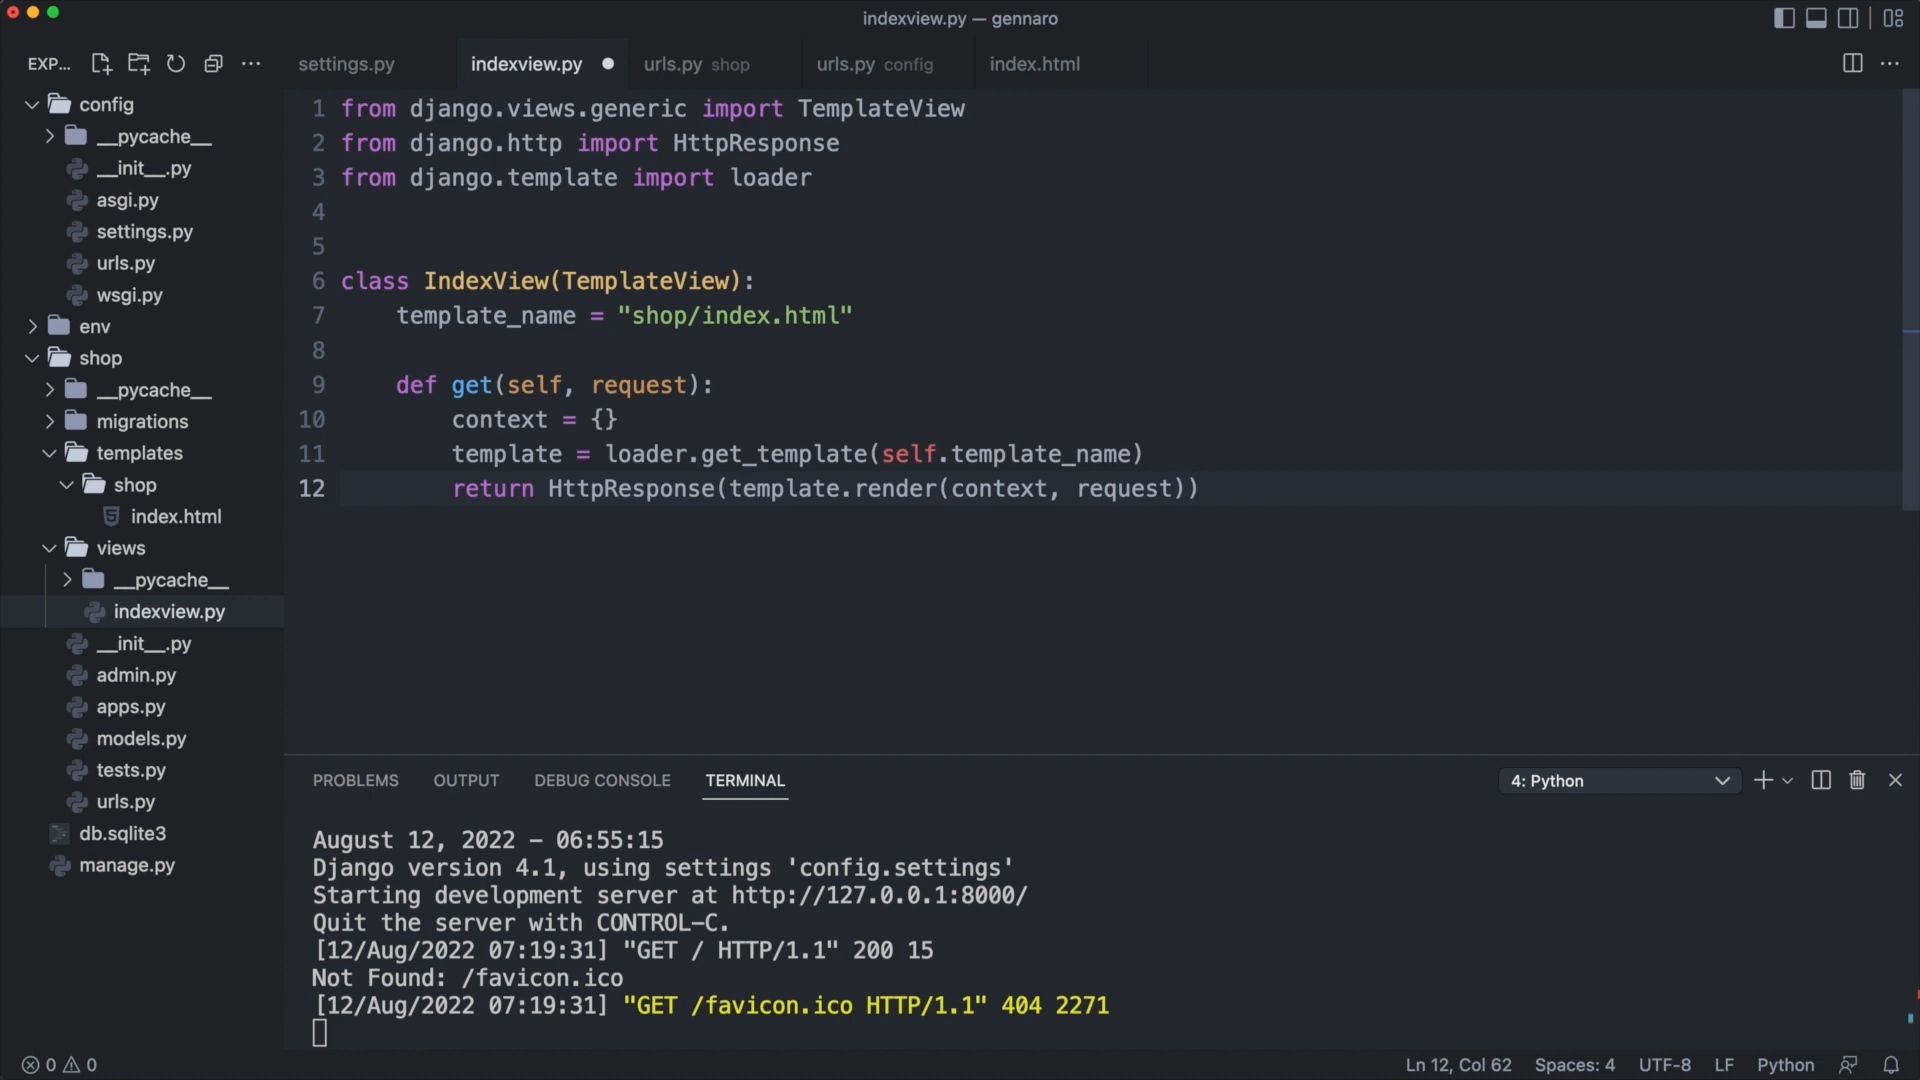 indexview.py — gennaro
EXP...
settings.py
indexview.py
urls.py shop
urls.py config
index.html
config
__pycache__
__init__.py
asgi.py
settings.py
urls.py
wsgi.py
env
shop
__pycache__
migrations
templates
shop
index.html
views
__pycache__
indexview.py
__init__.py
admin.py
apps.py
models.py
tests.py
urls.py
db.sqlite3
manage.py
1 from django.views.generic import TemplateView
2 from django.http import HttpResponse
3 from django.template import loader
4
5
6 class IndexView(TemplateView):
7     template_name = "shop/index.html"
8
9     def get(self, request):
10         context = {}
11         template = loader.get_template(self.template_name)
12         return HttpResponse(template.render(context, request))
PROBLEMS OUTPUT DEBUG CONSOLE TERMINAL
4: Python
August 12, 2022 - 06:55:15
Django version 4.1, using settings 'config.settings'
Starting development server at http://127.0.0.1:8000/
Quit the server with CONTROL-C.
[12/Aug/2022 07:19:31] "GET / HTTP/1.1" 200 15
Not Found: /favicon.ico
[12/Aug/2022 07:19:31] "GET /favicon.ico HTTP/1.1" 404 2271
0 0
Ln 12, Col 62 Spaces: 4 UTF-8 LF Python